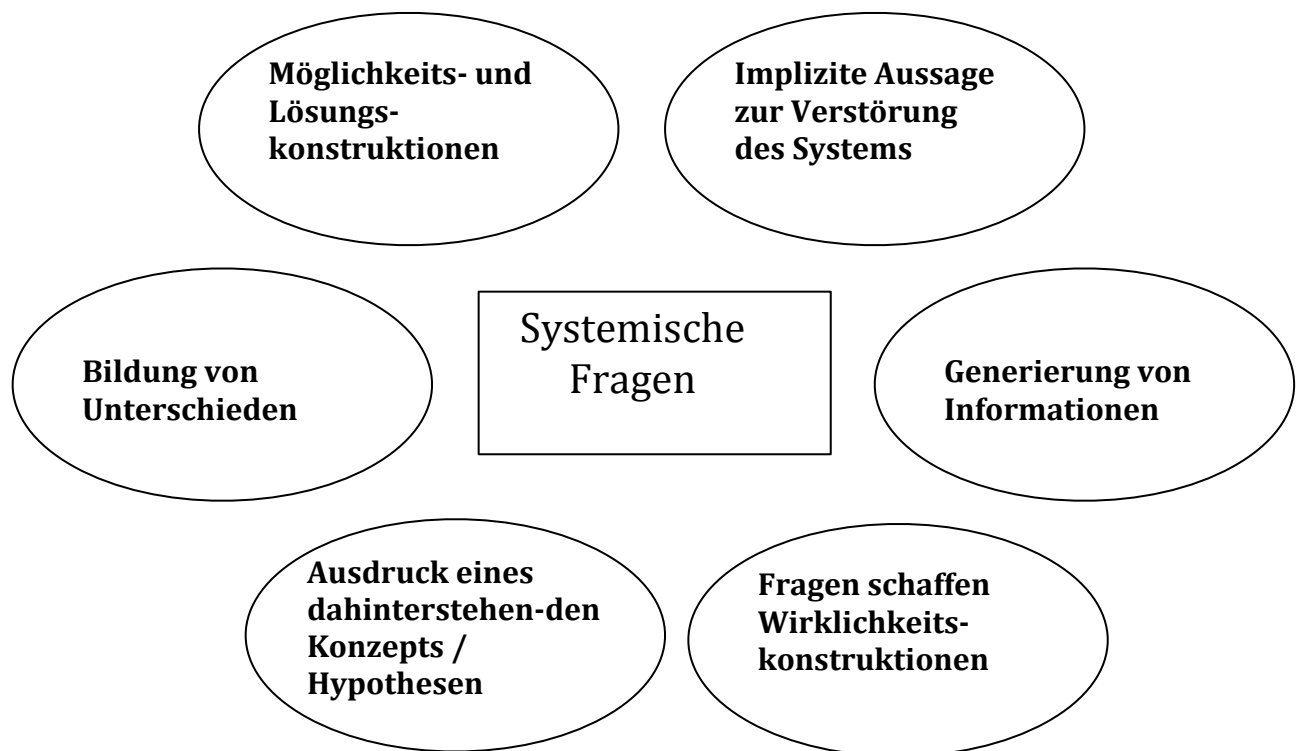 Möglichkeits- und
Lösungs-
konstruktionen
Implizite Aussage
zur Verstörung
des Systems
Bildung von
Unterschieden
Systemische
Fragen
Generierung von
Informationen
Ausdruck eines
dahinterstehen-den
Konzepts /
Hypothesen
Fragen schaffen
Wirklichkeits-
konstruktionen